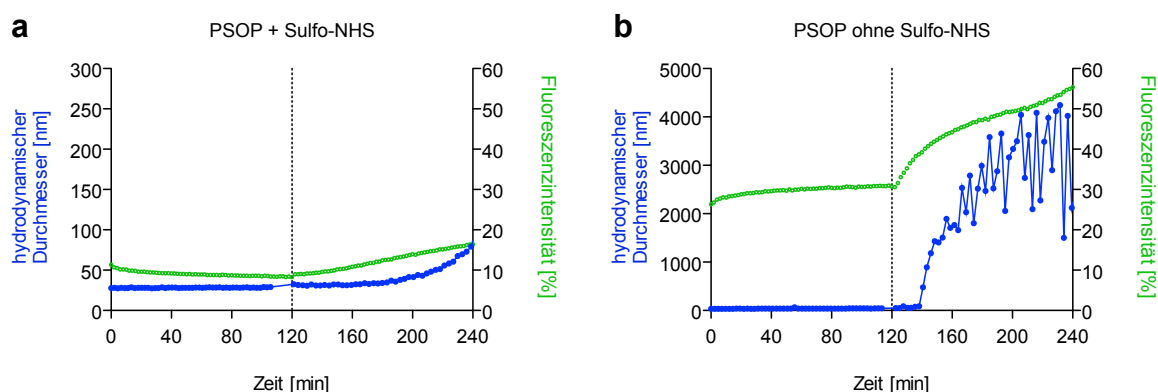 a
PSOP + Sulfo-NHS
300
250
200
150
100
50
0
hydrodynamischer
Durchmesser [nm]
60
50
40
30
20
10
0
Fluoreszenzintensität [%]
0 40 80 120 160 200 240
Zeit [min]
b
PSOP ohne Sulfo-NHS
5000
4000
3000
2000
1000
0
hydrodynamischer
Durchmesser [nm]
60
50
40
30
20
10
0
Fluoreszenzintensität [%]
0 40 80 120 160 200 240
Zeit [min]